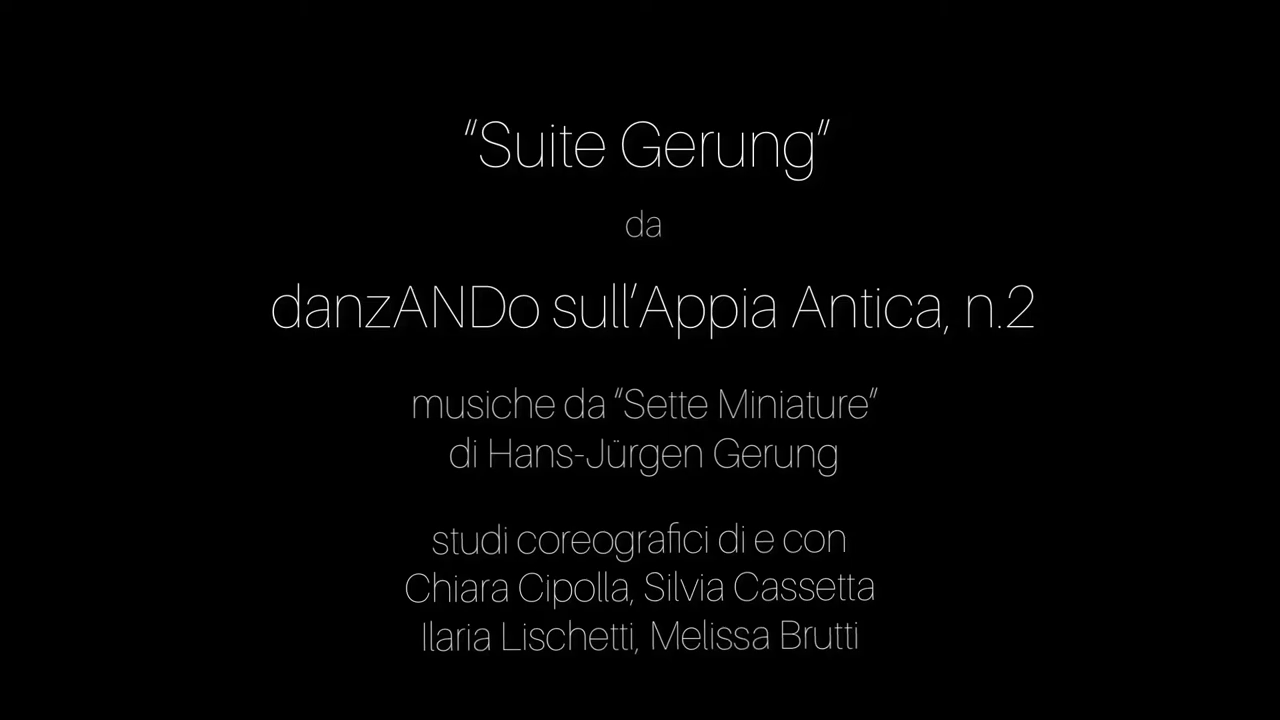 “Suite Gerung”
da
danzANDo sull’Appia Antica, n.2
musiche da “Sette Miniature”
di Hans-Jürgen Gerung
studi coreografici di e con
Chiara Cipolla, Silvia Cassetta
Ilaria Lischetti, Melissa Brutti